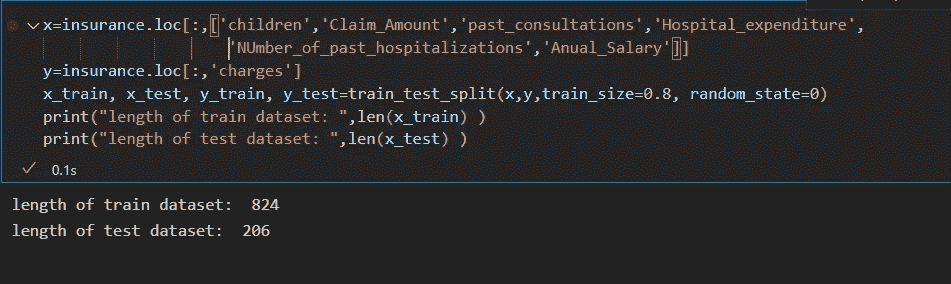 x=insurance.loc[:,['children','Claim_Amount','past_consultations','Hospital_expenditure',
'NUmber_of_past_hospitalizations','Anual_Salary']]
y=insurance.loc[:,'charges']
x_train, x_test, y_train, y_test=train_test_split(x,y,train_size=0.8, random_state=0)
print("length of train dataset: ",len(x_train) )
print("length of test dataset: ",len(x_test) )
0.1s
length of train dataset:  824
length of test dataset:  206